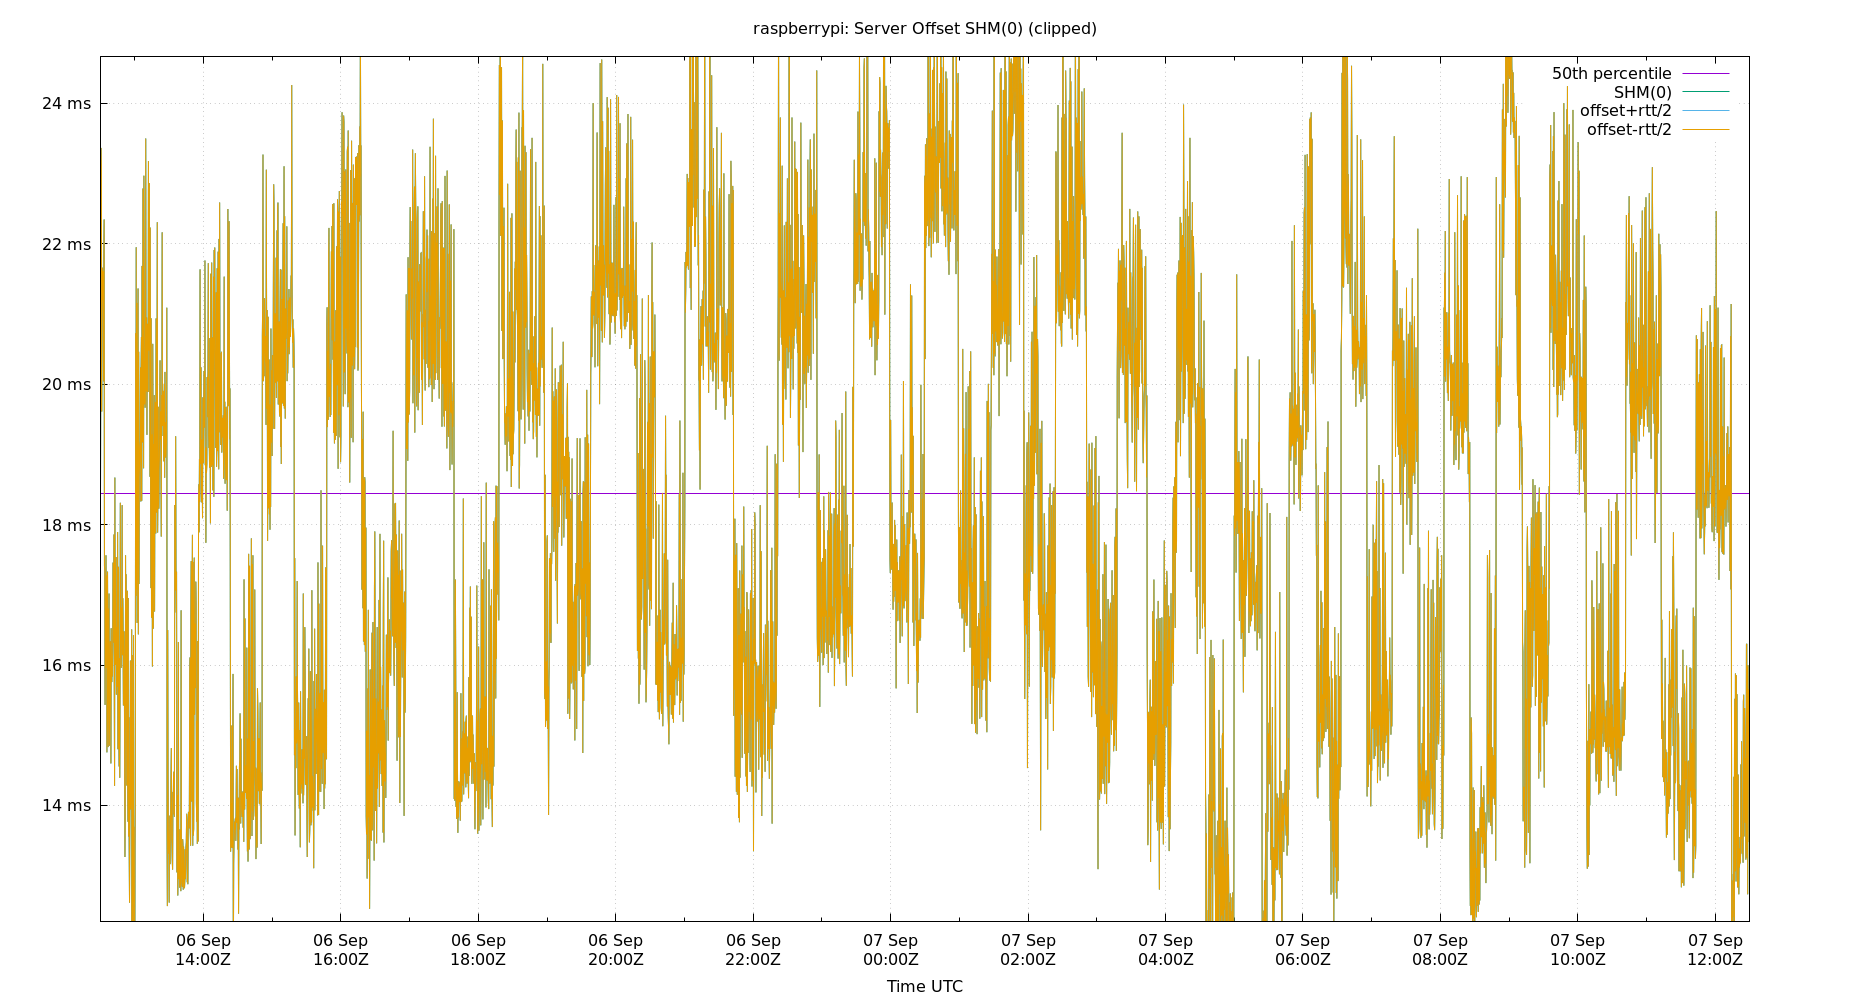 raspberrypi: Server Offset SHM(0) (clipped)
50th percentile
SHM(0)
offset+rtt/2
offset-rtt/2
24 ms
22 ms
20 ms
18 ms
16 ms
14 ms
06 Sep 06 Sep 06 Sep 06 Sep 06 Sep 07 Sep 07 Sep 07 Sep 07 Sep 07 Sep 07 Sep 07 Sep
14:00Z 16:00Z 18:00Z 20:00Z 22:00Z 00:00Z 02:00Z 04:00Z 06:00Z 08:00Z 10:00Z 12:00Z
Time UTC